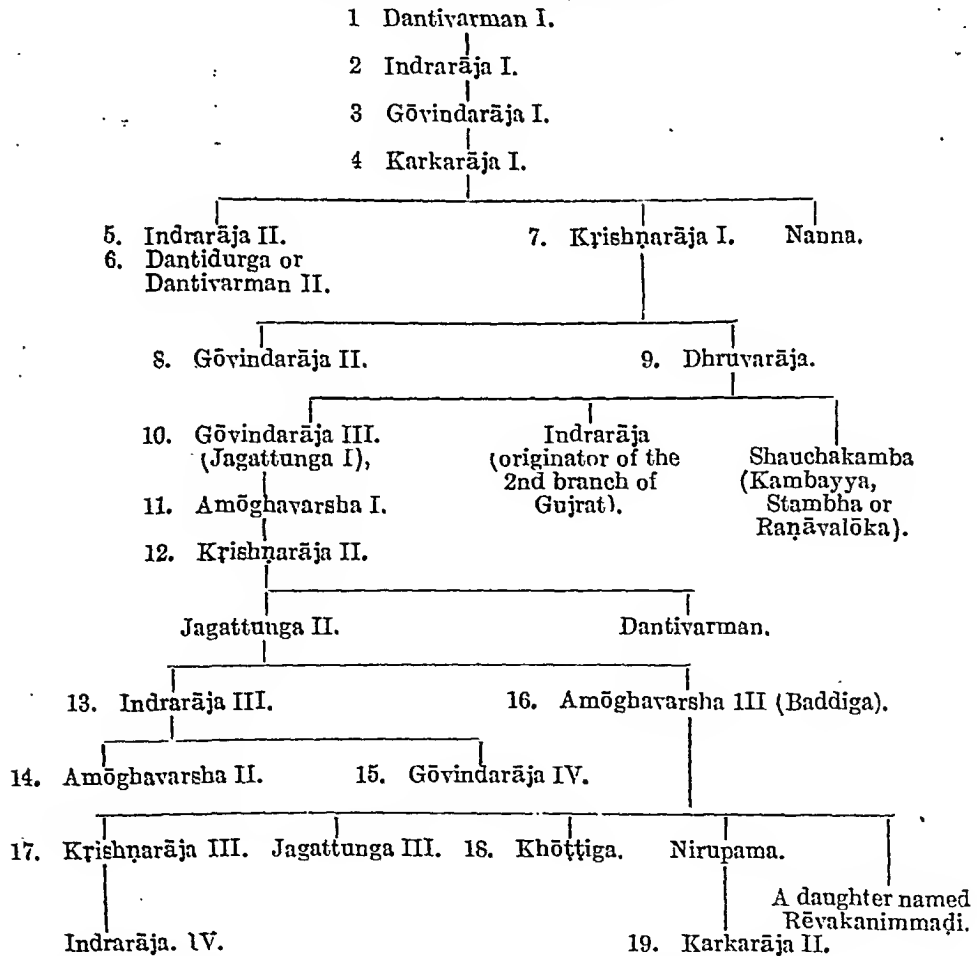 1 Dantivarman I.
2 Indrarāja I.
3 Gōvindarāja I.
4 Karkarāja I.
5. Indrarāja II. 7. Kṛishṇarāja I. Nanna.
6. Dantidurga or
Dantivarman II.
8. Gōvindarāja II. 9. Dhruvarāja.
10. Gōvindarāja III. Indrarāja
(Jagattunga I), (originator of the Shauchakamba
2nd branch of (Kambayya,
11. Amōghavarsha I. Gujrat). Stambha or
Raṇāvalōka).
12. Kṛishṇarāja II.
Jagattunga II. Dantivarman.
13. Indrarāja III. 16. Amōghavarsha III (Baddiga).
14. Amōghavarsha II. 15. Gōvindarāja IV.
17. Kṛishṇarāja III. Jagattunga III. 18. Khōṭṭiga. Nirupama.
A daughter named
Rēvakanimmaḍi.
Indrarāja. IV. 19. Karkarāja II.